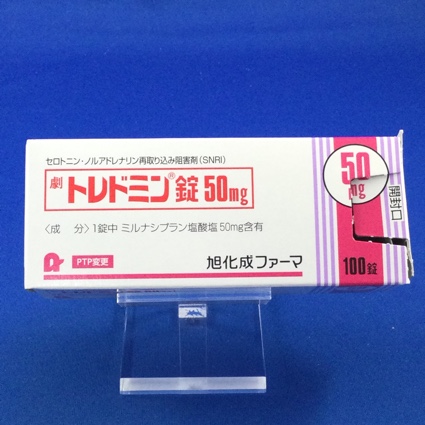 セロトニン・ノルアドレナリン再取り込み阻害剤(SNRI)
劇 トレドミン®錠50mg
〈成 分〉1錠中 ミルナシプラン塩酸塩 50mg含有
PTP変更
旭化成ファーマ
50
mg
開封口
100錠